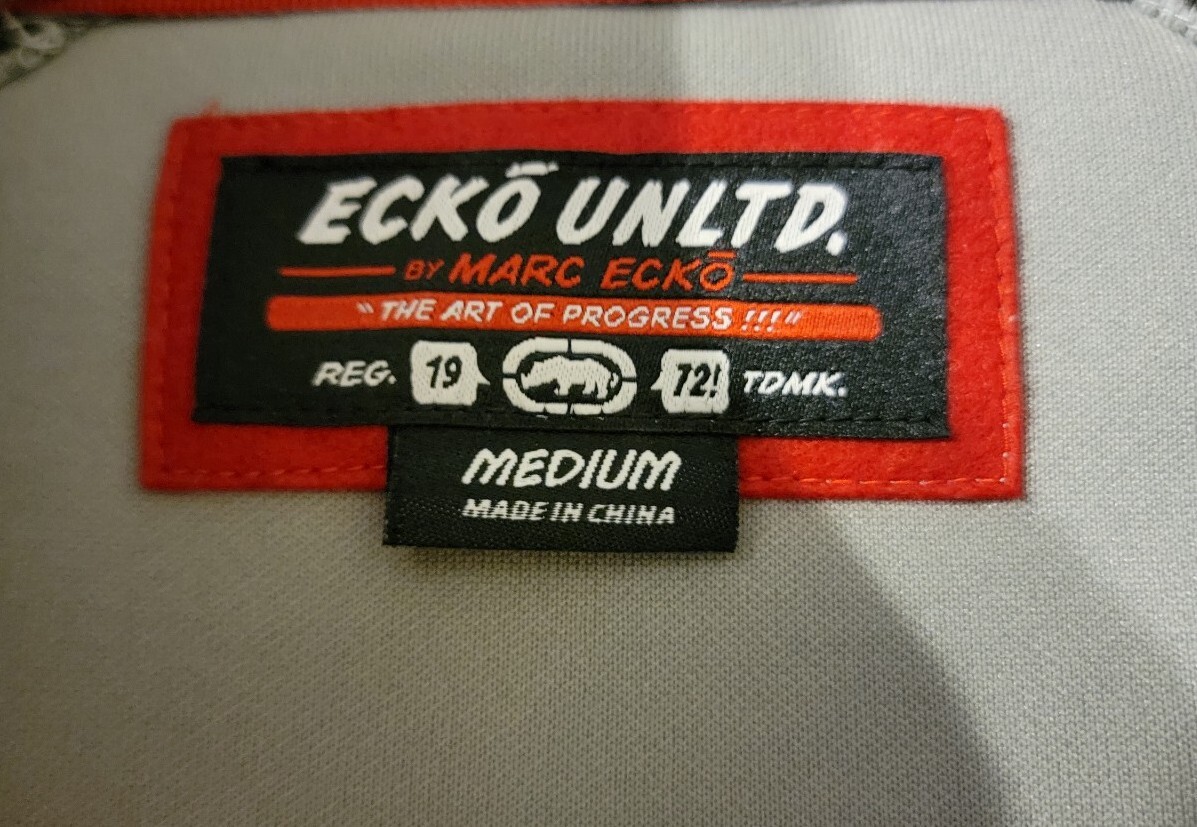 ECKŌ UNLTD.
BY MARC ECKŌ
"THE ART OF PROGRESS!!!"
REG. 19 72! TDMK.
MEDIUM
MADE IN CHINA